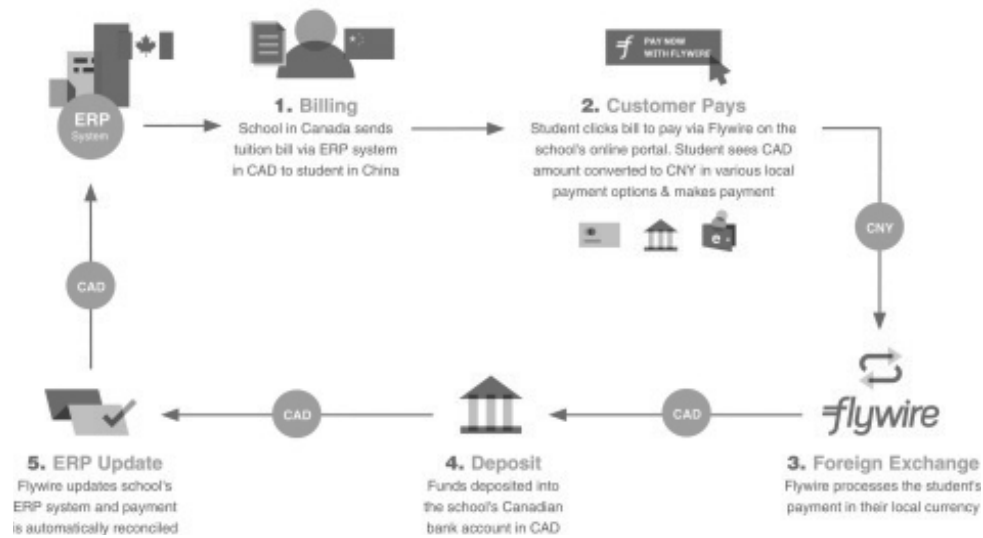 PAY NOW
WITH FLYWIRE
ERP
System
1. Billing
School in Canada sends
tuition bill via ERP system
in CAD to student in China
2. Customer Pays
Student clicks bill to pay via Flywire on the
school's online portal. Student sees CAD
amount converted to CNY in various local
payment options & makes payment
e
CNY
CAD
flywire
3. Foreign Exchange
Flywire processes the student's
payment in their local currency
CAD
4. Deposit
Funds deposited into
the school's Canadian
bank account in CAD
CAD
5. ERP Update
Flywire updates school's
ERP system and payment
is automatically reconciled